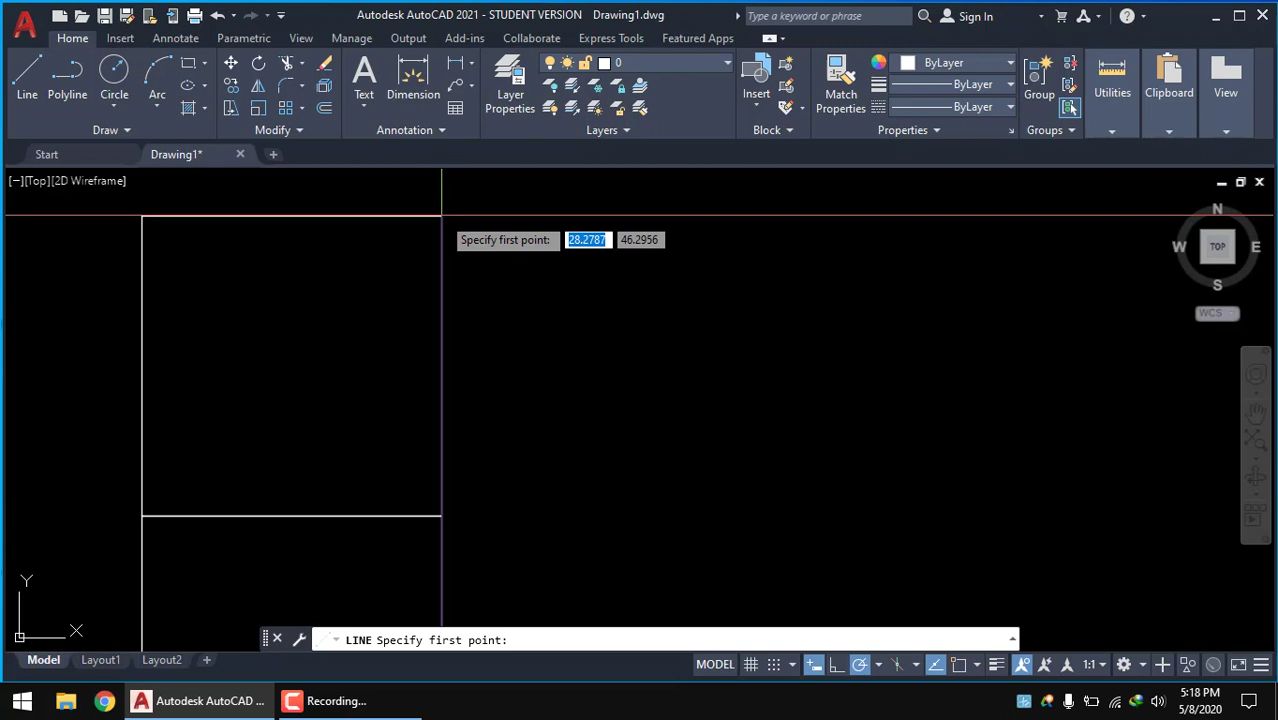 Autodesk AutoCAD 2021 - STUDENT VERSION Drawing1.dwg
Type a keyword or phrase
Sign In
Home Insert Annotate Parametric View Manage Output Add-ins Collaborate Express Tools Featured Apps
Line Polyline Circle Arc
Text Dimension
Layer
Properties
0
Insert
Match
Properties
ByLayer
ByLayer
ByLayer
Group
Utilities Clipboard View
Draw Modify Annotation Layers Block Properties Groups
Start Drawing1*
[−][Top][2D Wireframe]
N
W TOP E
S
WCS
Specify first point: 28.2787 46.2956
Y
X
LINE Specify first point:
Model Layout1 Layout2
MODEL 1:1
Autodesk AutoCAD ... Recording...
5:18 PM
5/8/2020